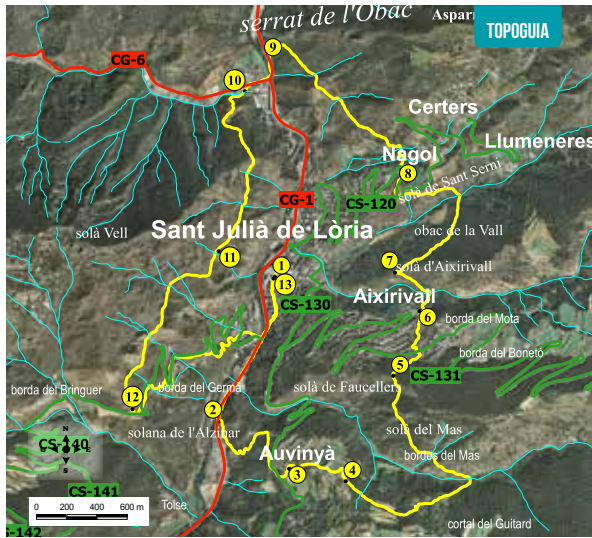 serrat de l'Obac
TOPOGUIA
CG-6
9
10
Certers
Llumeneres
Nagol
8
solà de Sant Serni
CG-1
CS-120
solà Vell
Sant Julià de Lòria
obac de la Vall
11
1
7
solà d'Aixirivall
13
CS-130
Aixirivall
6
borda del Mota
borda del Bonetó
5
CS-131
borda del Bringuer
borda del Germà
solà de Faucelles
12
2
solana de l'Alzinar
solà del Mas
N
CS-140
E
S
Auvinyà
bordes del Mas
3
4
CS-141
Tolse
0 200 400 600 m
cortal del Guitard
S-142